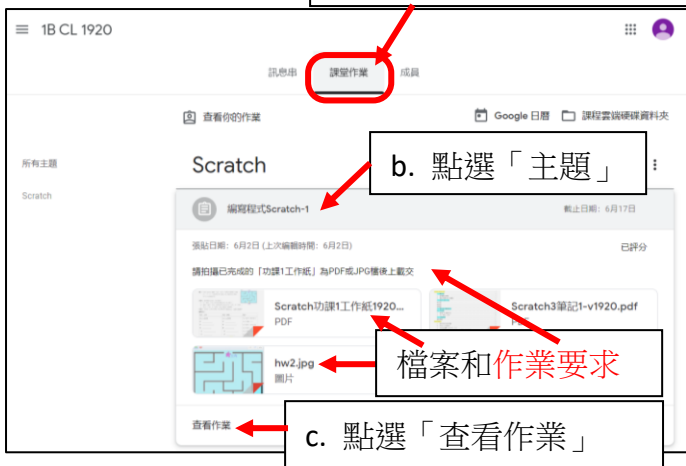 1B CL 1920
訊息串 課堂作業 成員
查看你的作業 Google 日曆 課程雲端硬碟資料夾
所有主題
Scratch
Scratch
b. 點選「主題」
編寫程式Scratch-1 截止日期: 6月17日
張貼日期: 6月2日 (上次編輯時間: 6月2日) 已評分
請拍攝已完成的「功課1工作紙」為PDF或JPG檔後上載交
Scratch功課1工作紙1920...
PDF
Scratch3筆記1-v1920.pdf
hw2.jpg
圖片
檔案和作業要求
查看作業
c. 點選「查看作業」